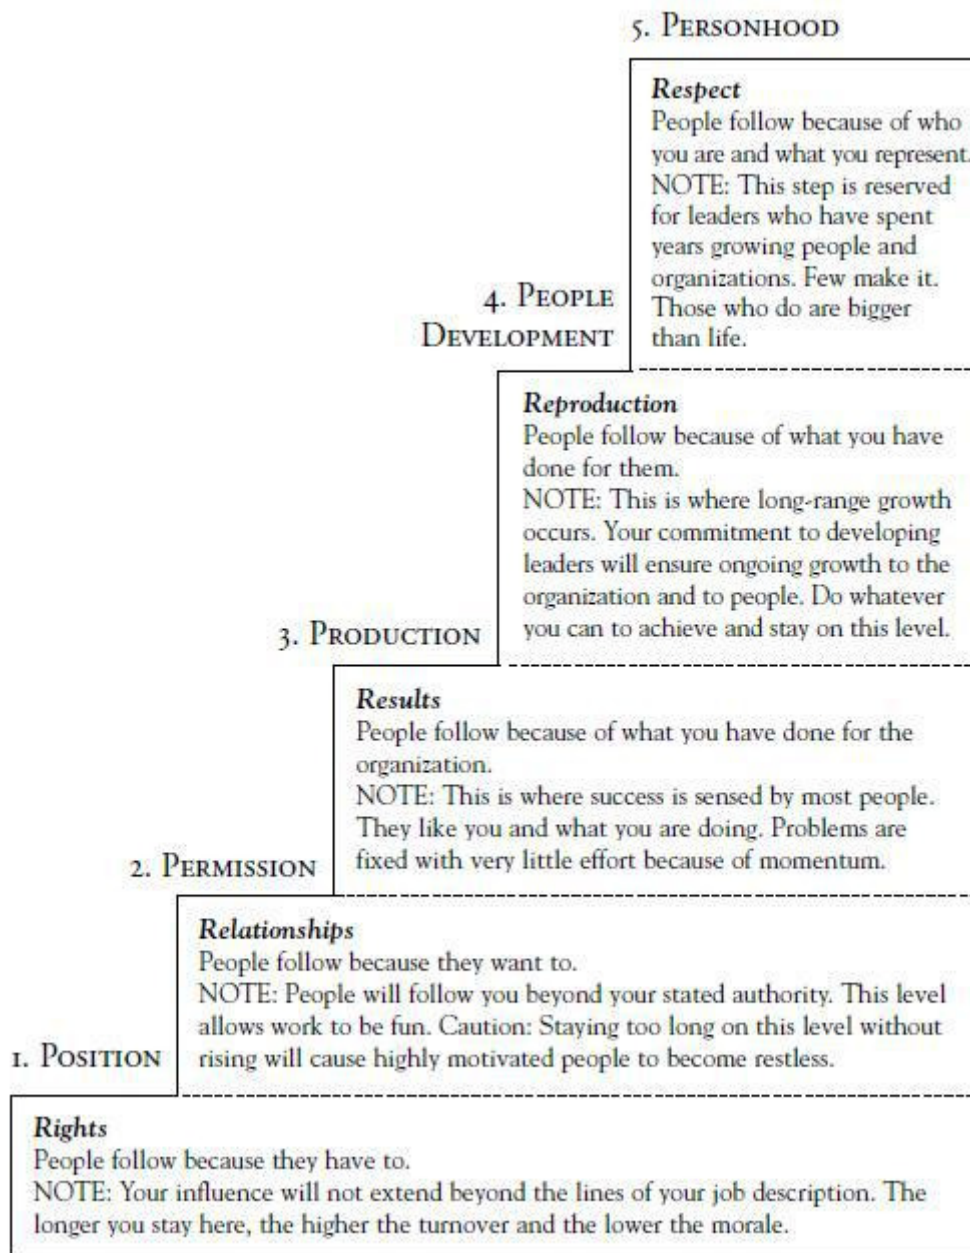 5. Personhood
Respect
People follow because of who
you are and what you represent.
NOTE: This step is reserved
for leaders who have spent
years growing people and
organizations. Few make it.
Those who do are bigger
than life.
4. People
Development
Reproduction
People follow because of what you have
done for them.
NOTE: This is where long-range growth
occurs. Your commitment to developing
leaders will ensure ongoing growth to the
organization and to people. Do whatever
you can to achieve and stay on this level.
3. Production
Results
People follow because of what you have done for the
organization.
NOTE: This is where success is sensed by most people.
They like you and what you are doing. Problems are
fixed with very little effort because of momentum.
2. Permission
Relationships
People follow because they want to.
NOTE: People will follow you beyond your stated authority. This level
allows work to be fun. Caution: Staying too long on this level without
rising will cause highly motivated people to become restless.
1. Position
Rights
People follow because they have to.
NOTE: Your influence will not extend beyond the lines of your job description. The
longer you stay here, the higher the turnover and the lower the morale.